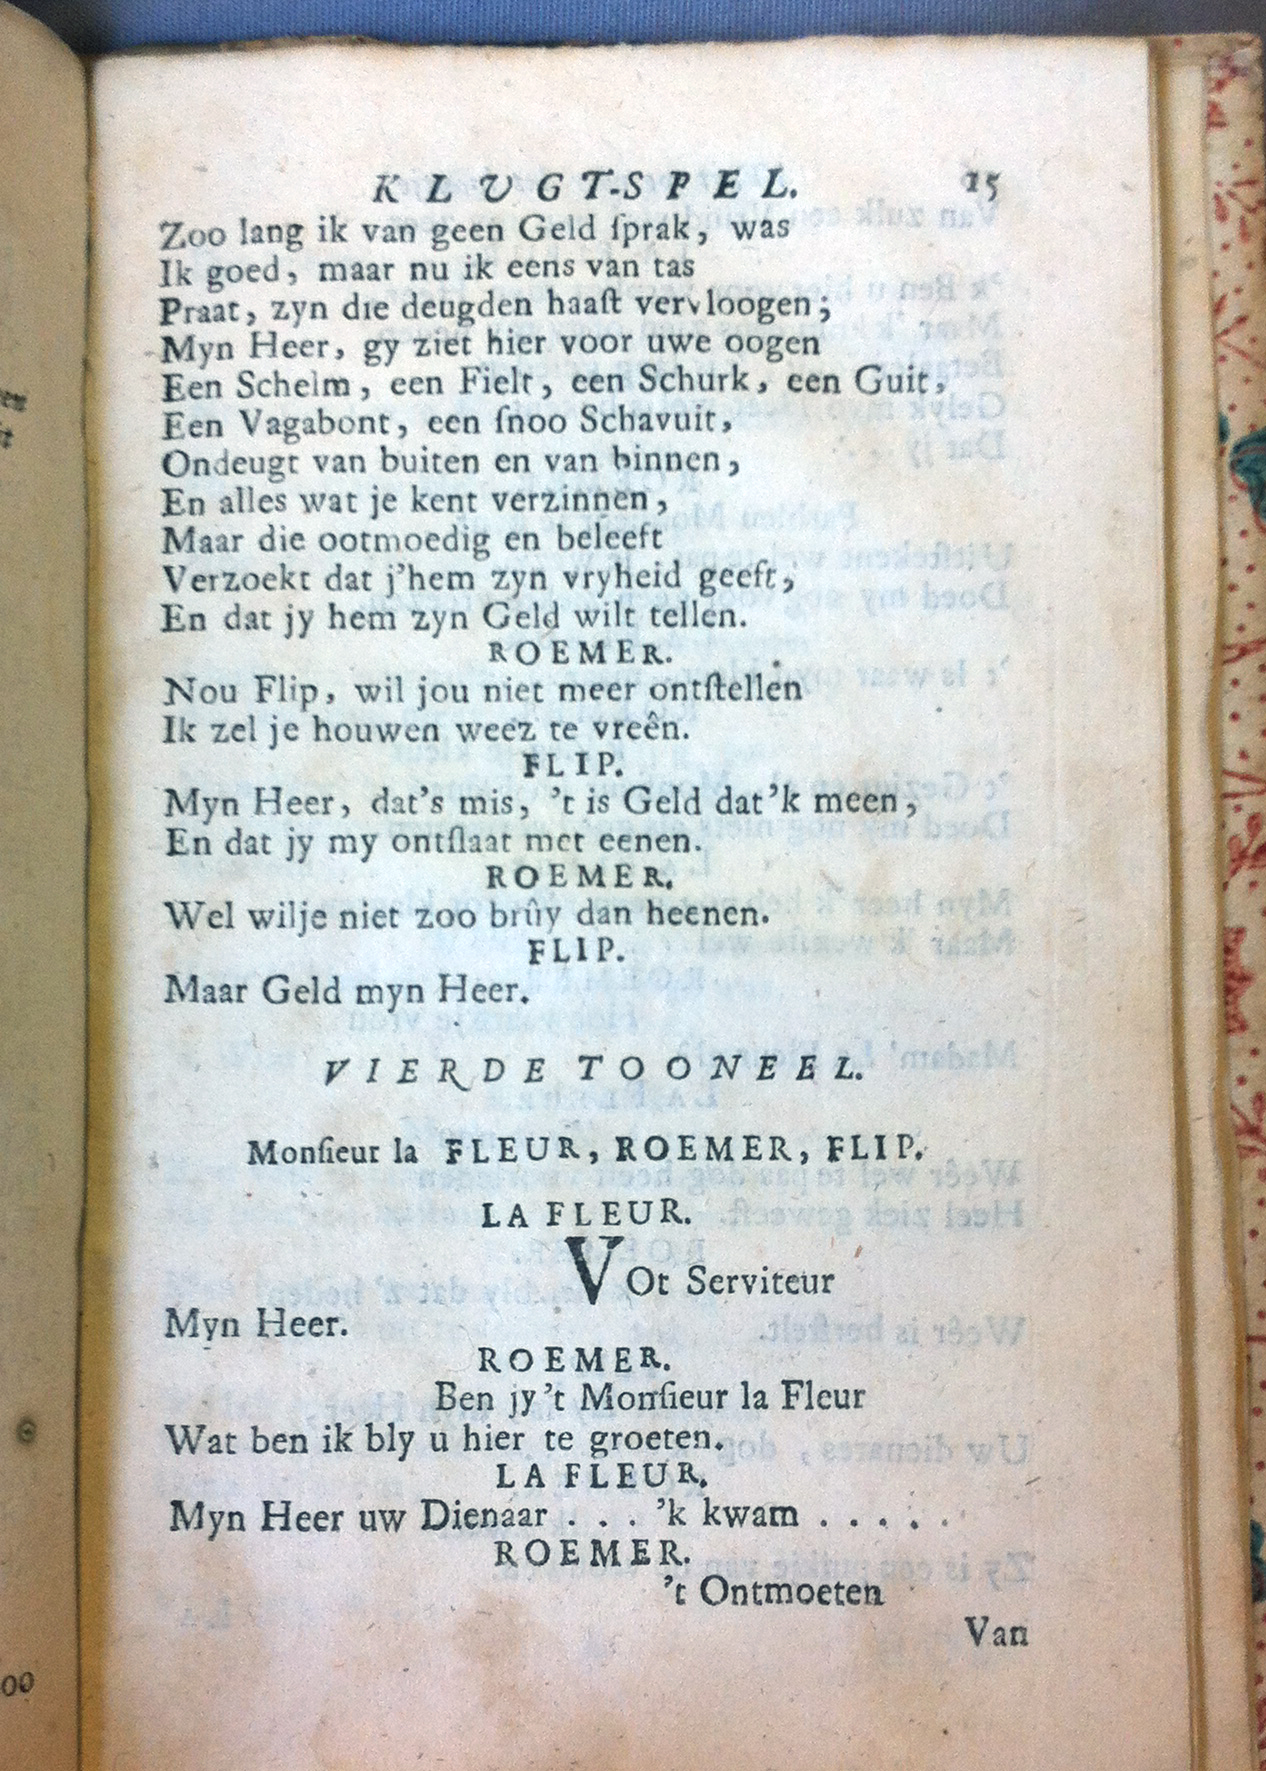 KLUGT-SPEL. 15
Zoo lang ik van geen Geld ſprak, was
Ik goed, maar nu ik eens van tas
Praat, zyn die deugden haaſt vervloogen;
Myn Heer, gy ziet hier voor uwe oogen
Een Schelm, een Fielt, een Schurk, een Guit,
Een Vagabont, een ſnoo Schavuit,
Ondeugt van buiten en van binnen,
En alles wat je kent verzinnen,
Maar die ootmoedig en beleeft
Verzoekt dat j'hem zyn vryheid geeft,
En dat jy hem zyn Geld wilt tellen.
ROEMER.
Nou Flip, wil jou niet meer ontſtellen
Ik zel je houwen weez te vreên.
FLIP.
Myn Heer, dat's mis, 't is Geld dat 'k meen,
En dat jy my ontſlaat met eenen.
ROEMER.
Wel wilje niet zoo brûy dan heenen.
FLIP.
Maar Geld myn Heer.
VIERDE TOONEEL.
Monſieur la FLEUR, ROEMER, FLIP.
LA FLEUR.
VOt Serviteur
Myn Heer.
ROEMER.
Ben jy 't Monſieur la Fleur
Wat ben ik bly u hier te groeten.
LA FLEUR.
Myn Heer uw Dienaar . . . 'k kwam . . . . .
ROEMER.
't Ontmoeten
Van